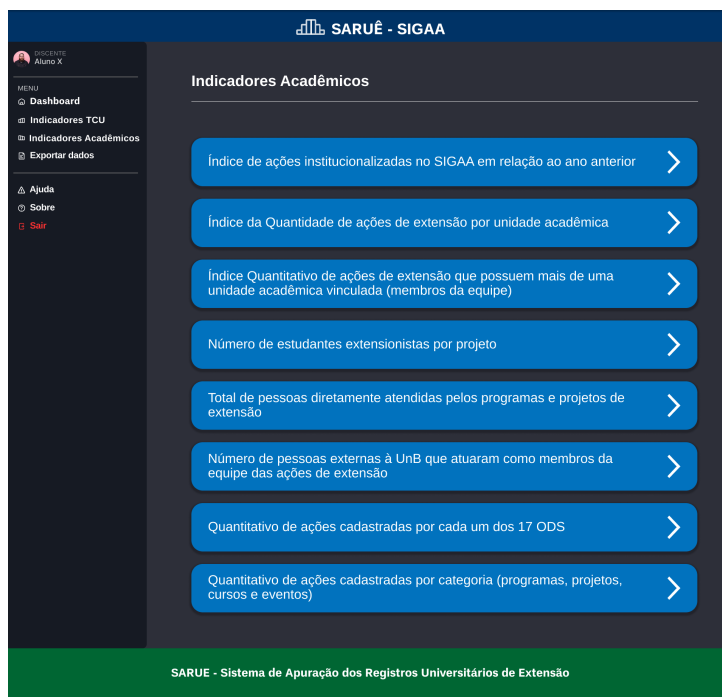 SARUÊ - SIGAA
DISCENTE
Aluno X
MENU
Dashboard
Indicadores TCU
Indicadores Acadêmicos
Exportar dados
Ajuda
Sobre
Sair
Indicadores Acadêmicos
Índice de ações institucionalizadas no SIGAA em relação ao ano anterior
Índice da Quantidade de ações de extensão por unidade acadêmica
Índice Quantitativo de ações de extensão que possuem mais de uma
unidade acadêmica vinculada (membros da equipe)
Número de estudantes extensionistas por projeto
Total de pessoas diretamente atendidas pelos programas e projetos de
extensão
Número de pessoas externas à UnB que atuaram como membros da
equipe das ações de extensão
Quantitativo de ações cadastradas por cada um dos 17 ODS
Quantitativo de ações cadastradas por categoria (programas, projetos,
cursos e eventos)
SARUE - Sistema de Apuração dos Registros Universitários de Extensão